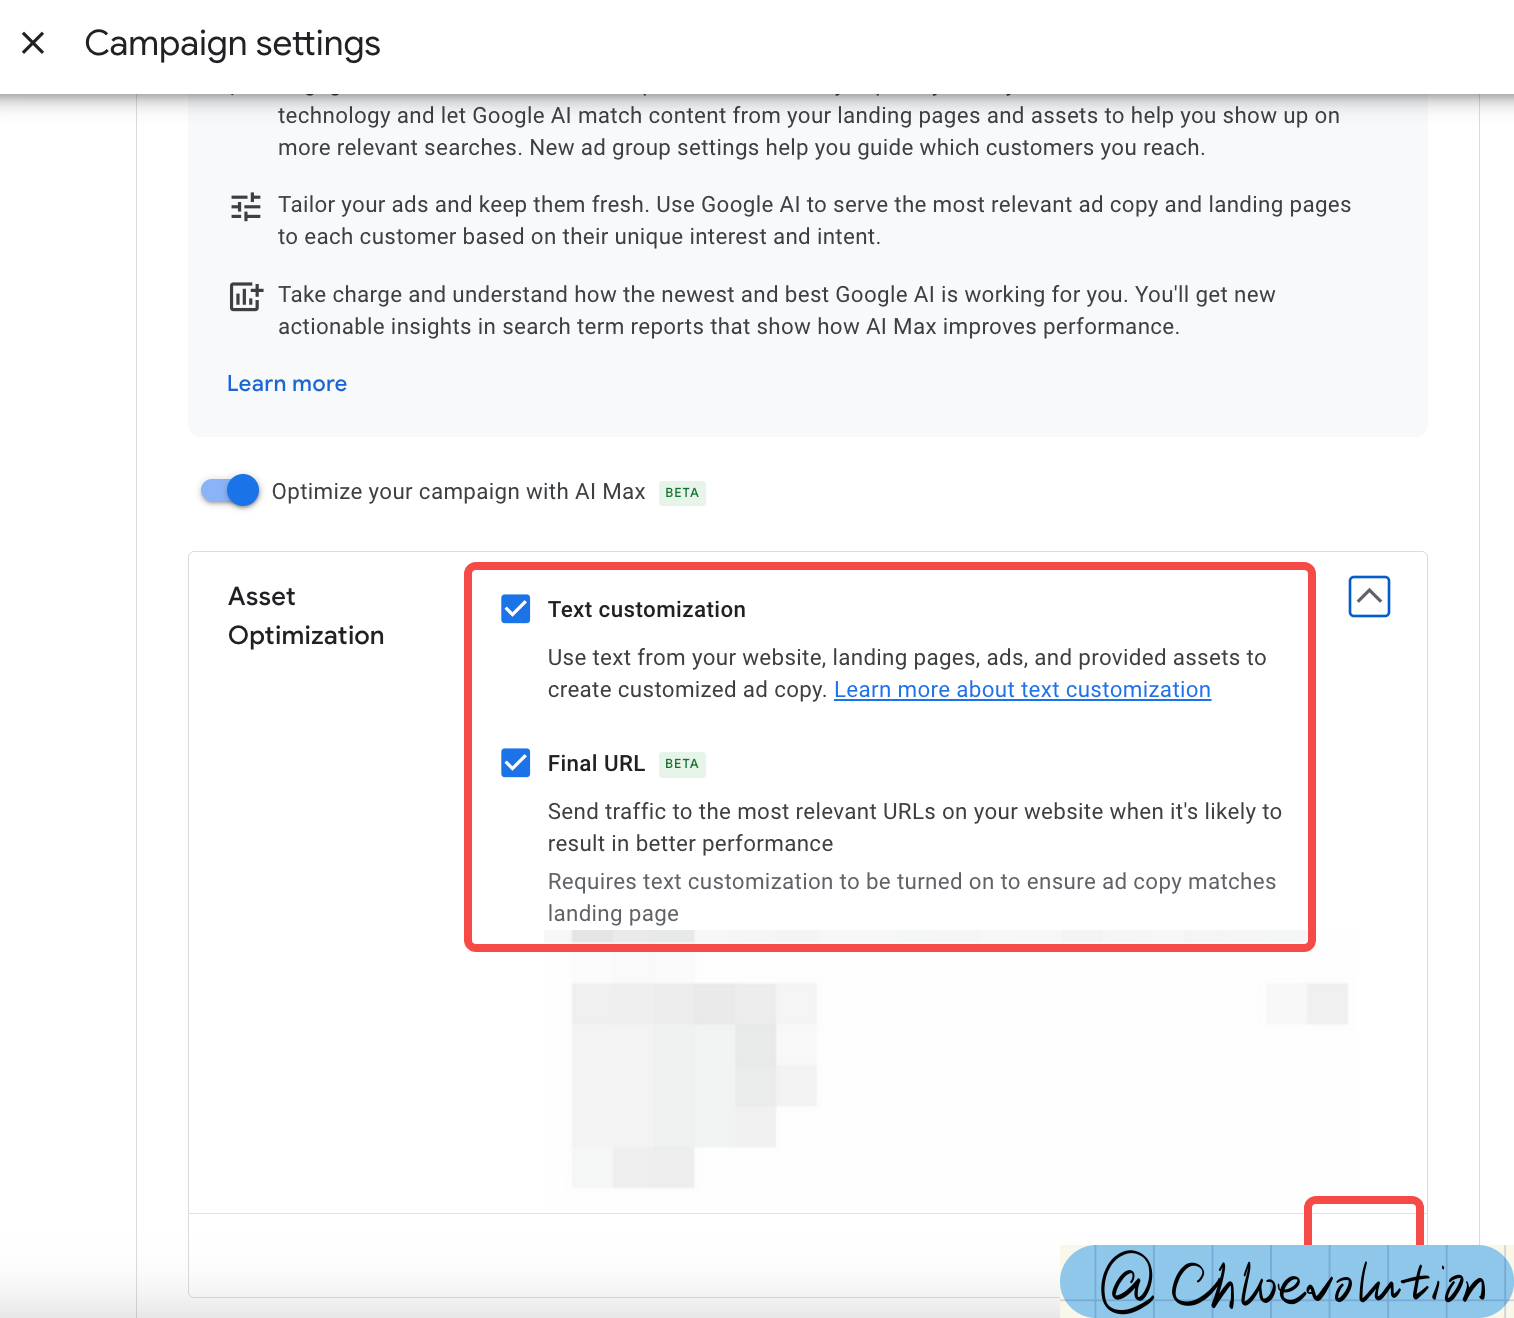 Campaign settings
technology and let Google AI match content from your landing pages and assets to help you show up on
more relevant searches. New ad group settings help you guide which customers you reach.
Tailor your ads and keep them fresh. Use Google AI to serve the most relevant ad copy and landing pages
to each customer based on their unique interest and intent.
Take charge and understand how the newest and best Google AI is working for you. You'll get new
actionable insights in search term reports that show how AI Max improves performance.
Learn more
Optimize your campaign with AI Max BETA
Asset
Optimization
Text customization
Use text from your website, landing pages, ads, and provided assets to
create customized ad copy. Learn more about text customization
Final URL BETA
Send traffic to the most relevant URLs on your website when it's likely to
result in better performance
Requires text customization to be turned on to ensure ad copy matches
landing page
@Chloevolution